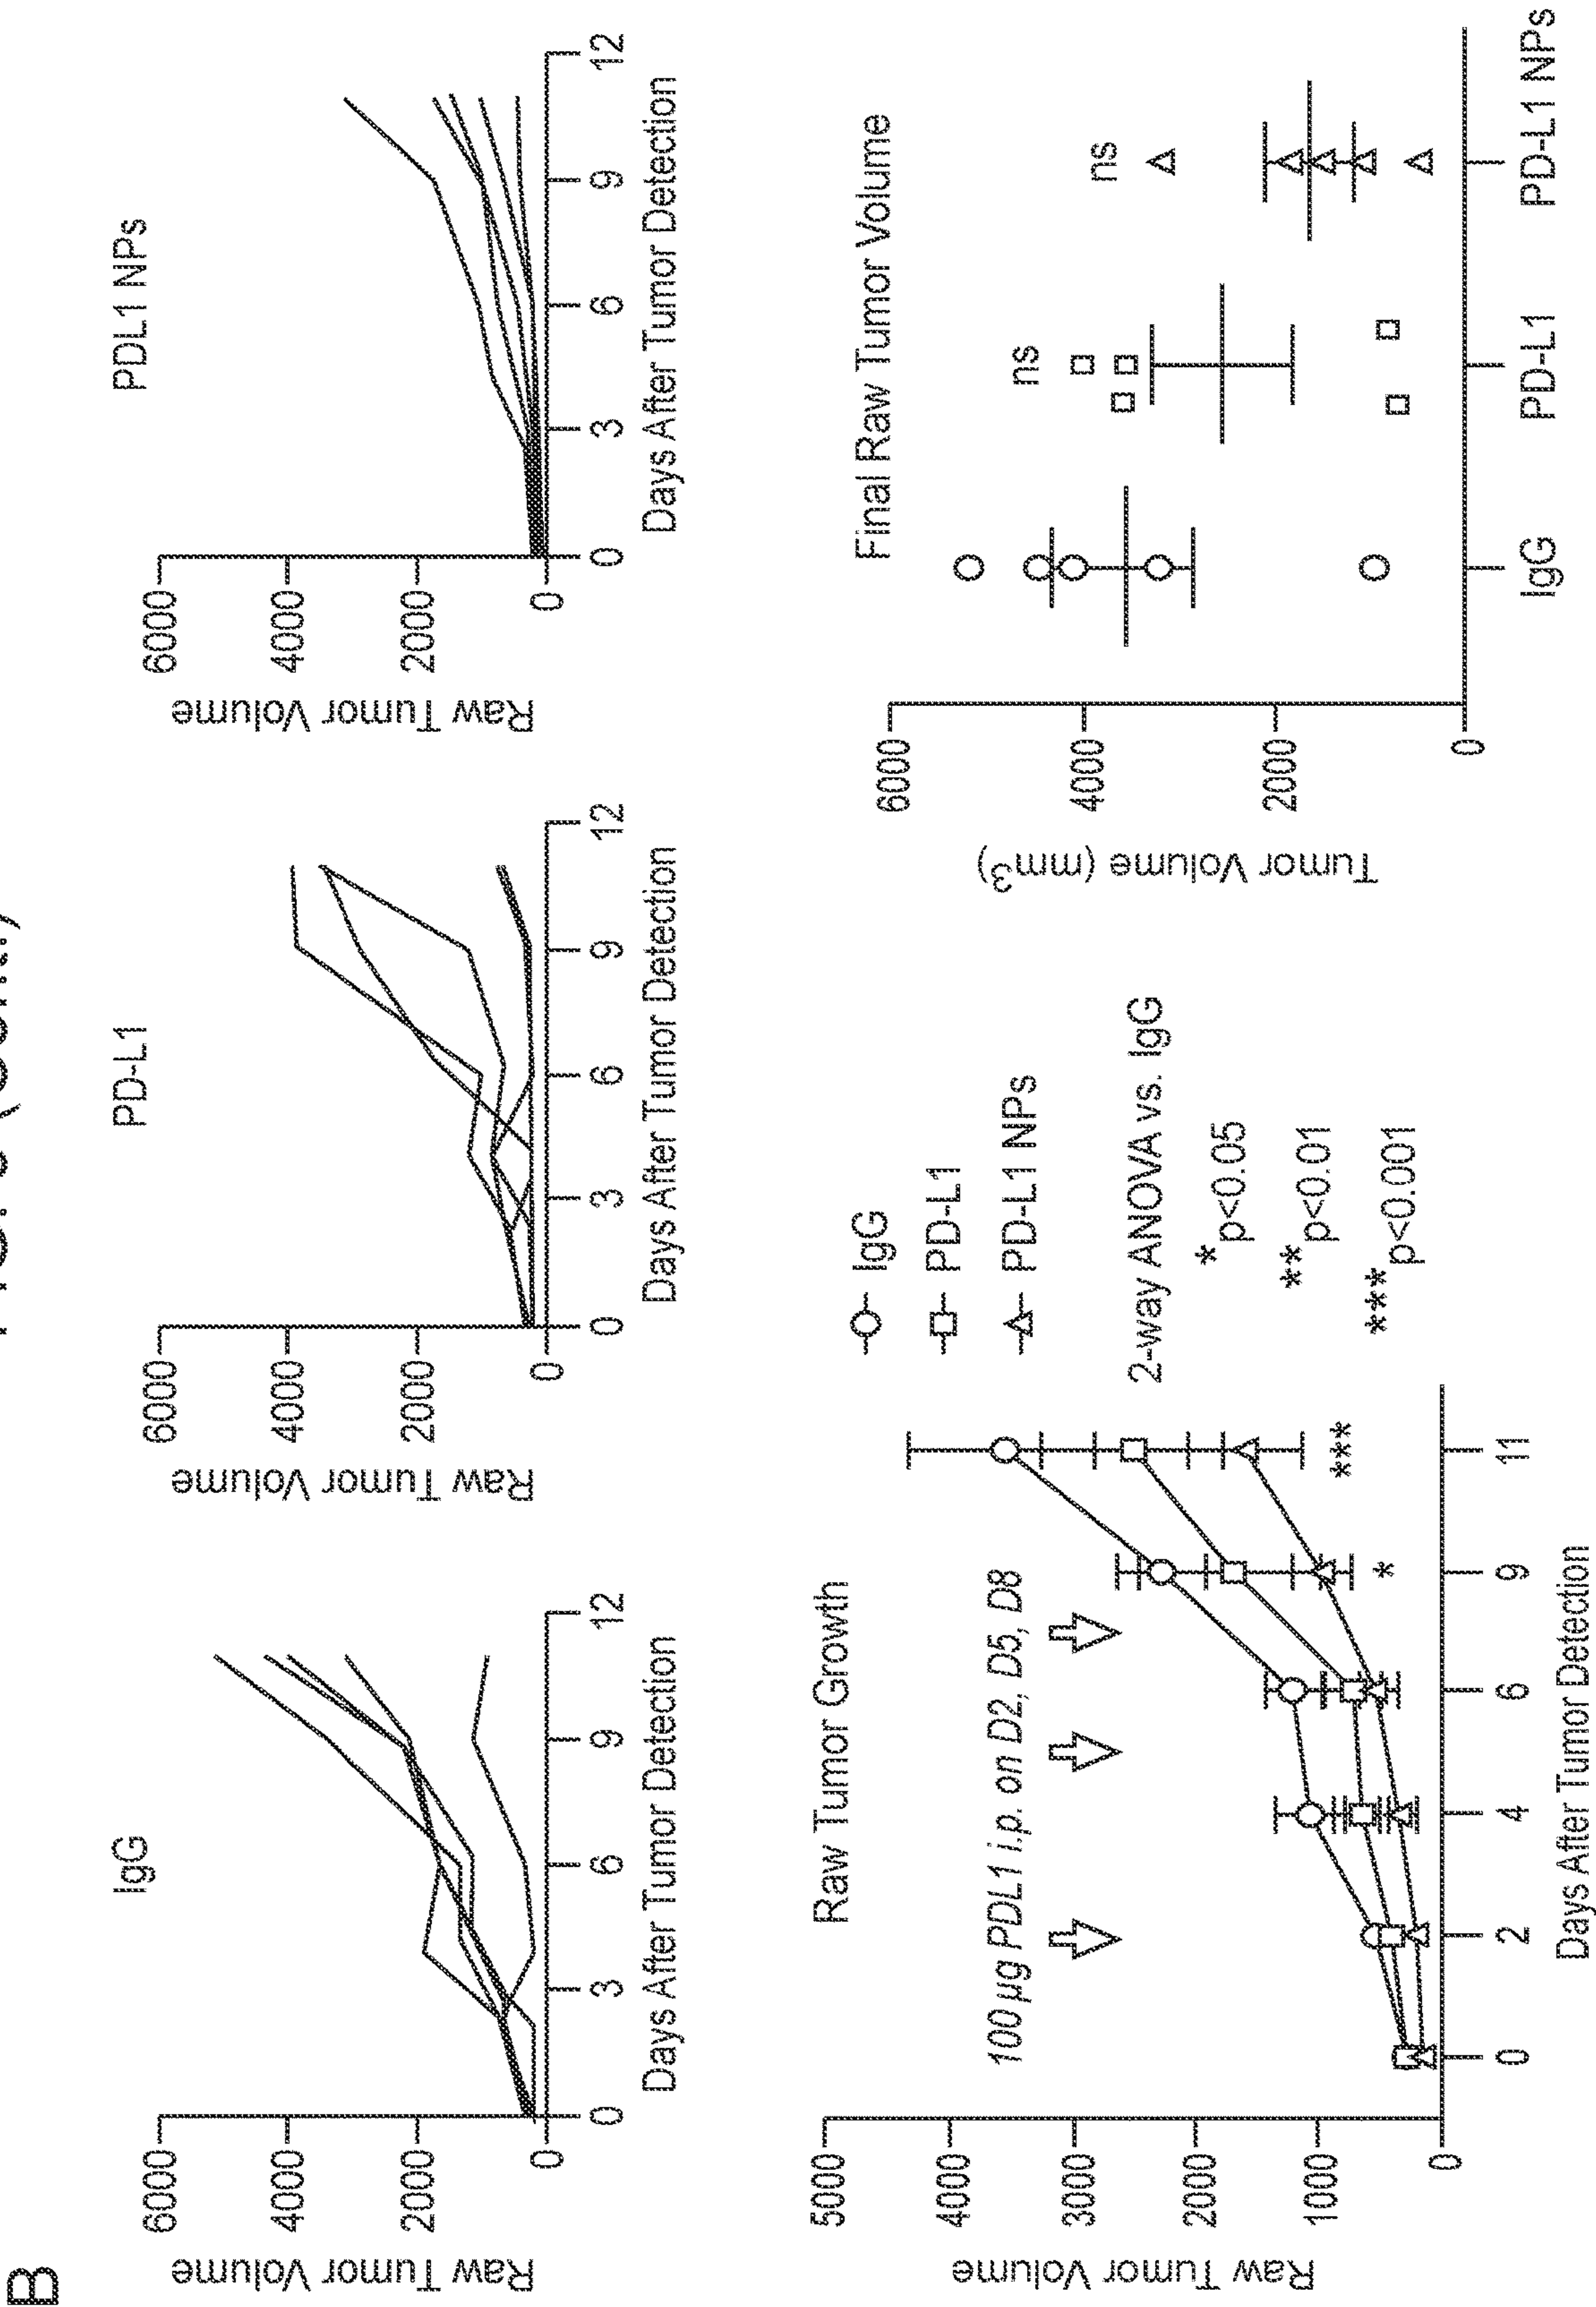 B
IgG
Raw Tumor Volume
6000
4000
2000
0
0 3 6 9 12
Days After Tumor Detection
PD-L1
Raw Tumor Volume
6000
4000
2000
0
0 3 6 9 12
Days After Tumor Detection
PDL1 NPs
Raw Tumor Volume
6000
4000
2000
0
0 3 6 9 12
Days After Tumor Detection
Raw Tumor Growth
100 µg PDL1 i.p. on D2, D5, D8
Raw Tumor Volume
5000
4000
3000
2000
1000
0
*
***
0 2 4 6 9 11
Days After Tumor Detection
IgG
PD-L1
PD-L1 NPs
2-way ANOVA vs. IgG
* p<0.05
** p<0.01
*** p<0.001
Final Raw Tumor Volume
Tumor Volume (mm³)
6000
4000
2000
0
ns
ns
IgG PD-L1 PD-L1 NPs